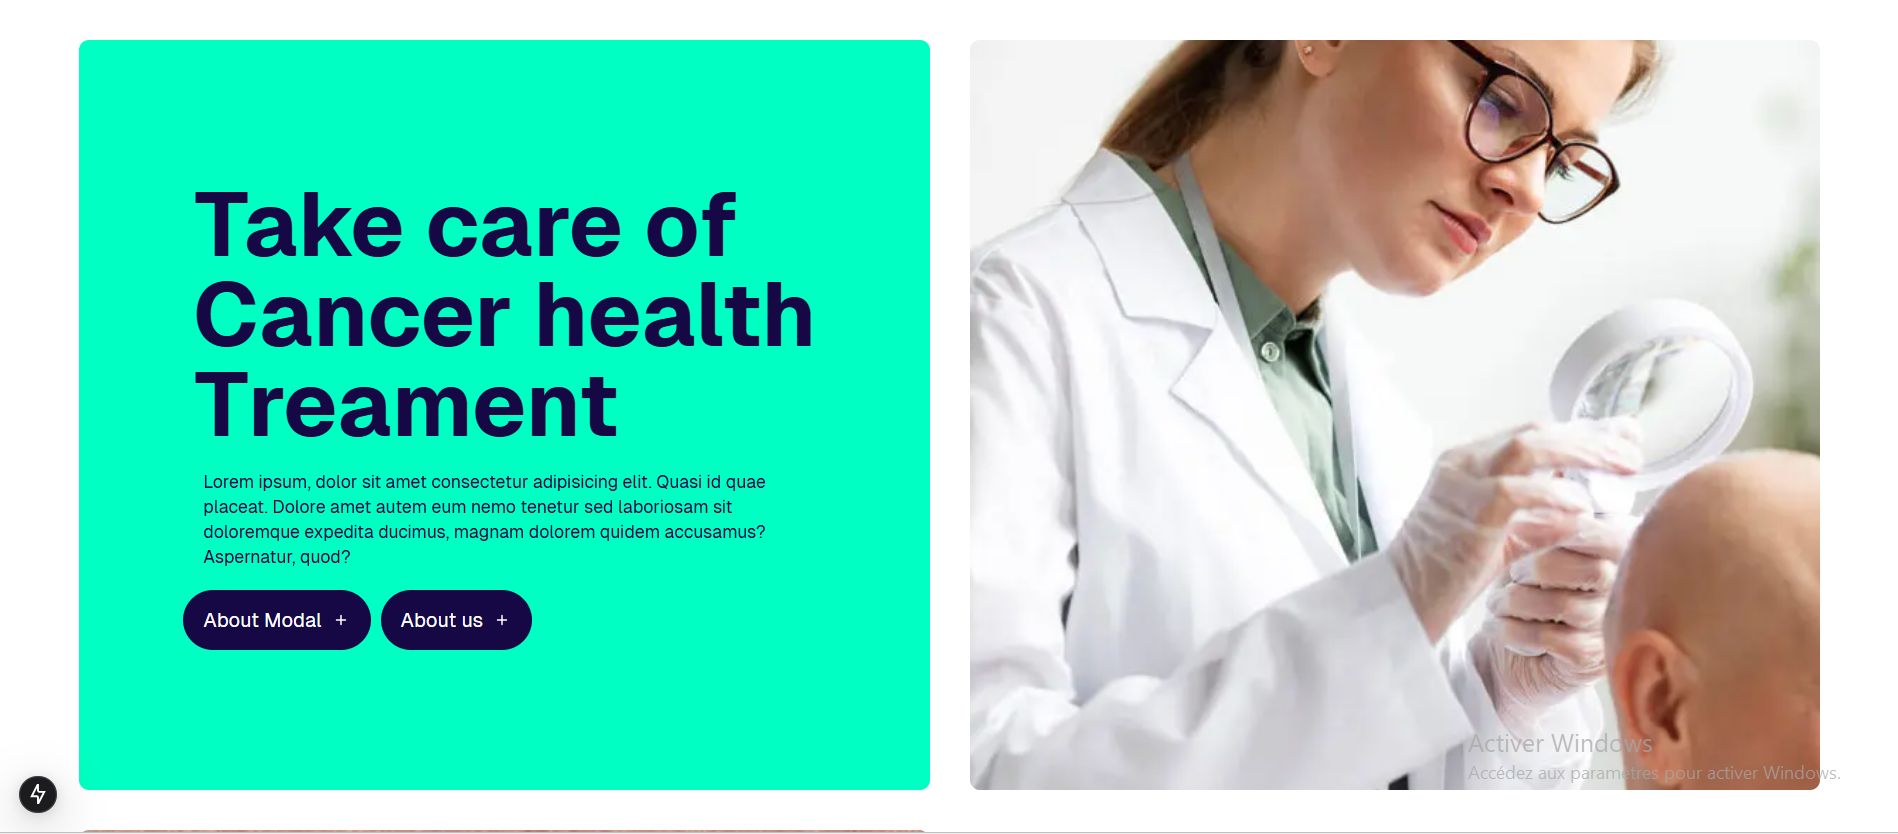 Take care of
Cancer health
Treament
Lorem ipsum, dolor sit amet consectetur adipisicing elit. Quasi id quae
placeat. Dolore amet autem eum nemo tenetur sed laboriosam sit
doloremque expedita ducimus, magnam dolorem quidem accusamus?
Aspernatur, quod?
About Modal +
About us +
Activer Windows
Accédez aux paramètres pour activer Windows.